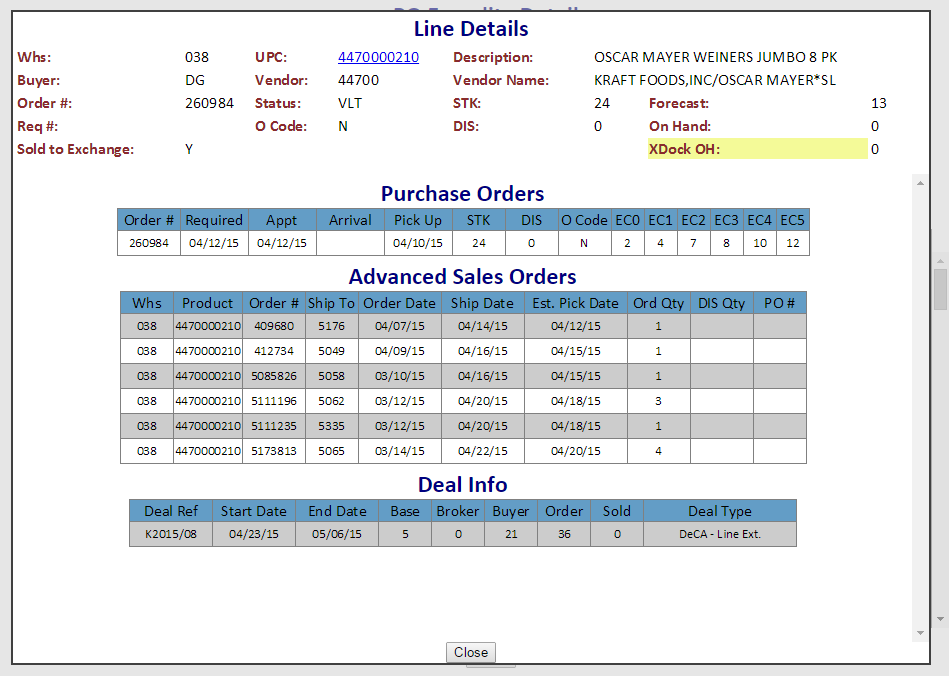 Line Details
Whs: 038 UPC: 4470000210 Description: OSCAR MAYER WEINERS JUMBO 8 PK
Buyer: DG Vendor: 44700 Vendor Name: KRAFT FOODS,INC/OSCAR MAYER*SL
Order #: 260984 Status: VLT STK: 24 Forecast: 13
Req #: O Code: N DIS: 0 On Hand: 0
Sold to Exchange: Y XDock OH: 0
Purchase Orders
Order # Required Appt Arrival Pick Up STK DIS O Code EC0 EC1 EC2 EC3 EC4 EC5
260984 04/12/15 04/12/15 04/10/15 24 0 N 2 4 7 8 10 12
Advanced Sales Orders
Whs Product Order # Ship To Order Date Ship Date Est. Pick Date Ord Qty DIS Qty PO #
038 4470000210 409680 5176 04/07/15 04/14/15 04/12/15 1
038 4470000210 412734 5049 04/09/15 04/16/15 04/15/15 1
038 4470000210 5085826 5058 03/10/15 04/16/15 04/15/15 1
038 4470000210 5111196 5062 03/12/15 04/20/15 04/18/15 3
038 4470000210 5111235 5335 03/12/15 04/20/15 04/18/15 1
038 4470000210 5173813 5065 03/14/15 04/22/15 04/20/15 4
Deal Info
Deal Ref Start Date End Date Base Broker Buyer Order Sold Deal Type
K2015/08 04/23/15 05/06/15 5 0 21 36 0 DeCA - Line Ext.
Close